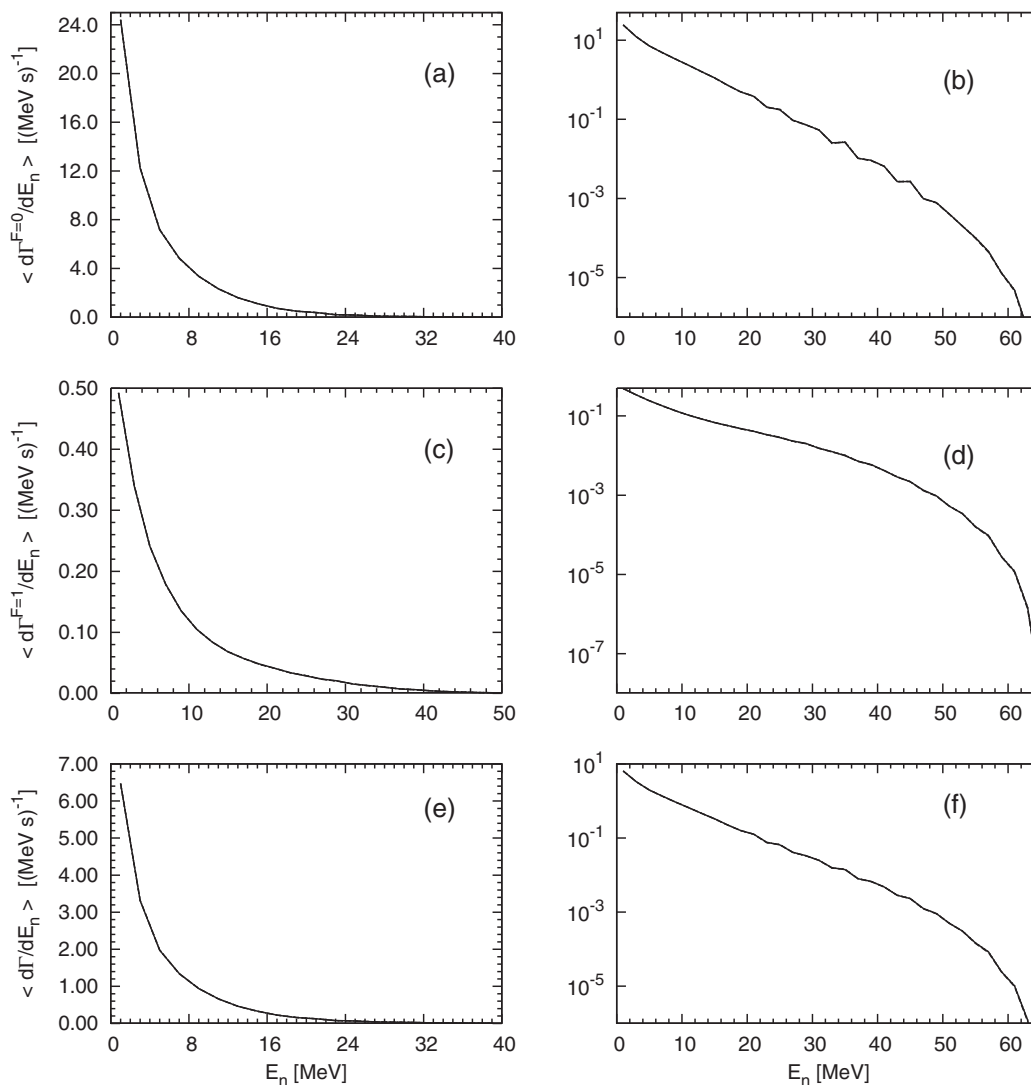 < dΓ^{F=0}/dE_n > [(MeV s)^{-1}]
24.0
20.0
16.0
12.0
8.0
4.0
0.0
0 8 16 24 32 40
(a)
10^1
10^{-1}
10^{-3}
10^{-5}
0 10 20 30 40 50 60
(b)
< dΓ^{F=1}/dE_n > [(MeV s)^{-1}]
0.50
0.40
0.30
0.20
0.10
0.00
0 10 20 30 40 50
(c)
10^{-1}
10^{-3}
10^{-5}
10^{-7}
0 10 20 30 40 50 60
(d)
< dΓ/dE_n > [(MeV s)^{-1}]
7.00
6.00
5.00
4.00
3.00
2.00
1.00
0.00
0 8 16 24 32 40
E_n [MeV]
(e)
10^1
10^{-1}
10^{-3}
10^{-5}
0 10 20 30 40 50 60
E_n [MeV]
(f)